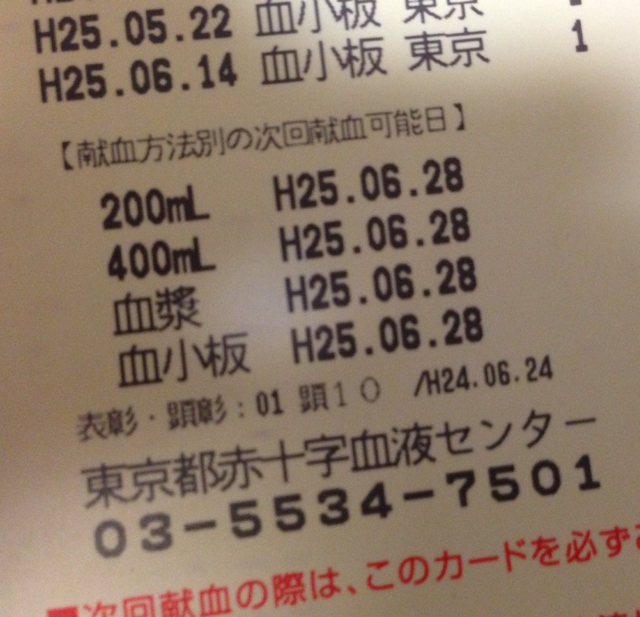 H25.05.22 血小板 東京
H25.06.14 血小板 東京 1
【献血方法別の次回献血可能日】
200mL H25.06.28
400mL H25.06.28
血漿 H25.06.28
血小板 H25.06.28
表彰・顕彰:01 顕10 /H24.06.24
東京都赤十字血液センター
03-5534-7501
■次回献血の際は、このカードを必ず